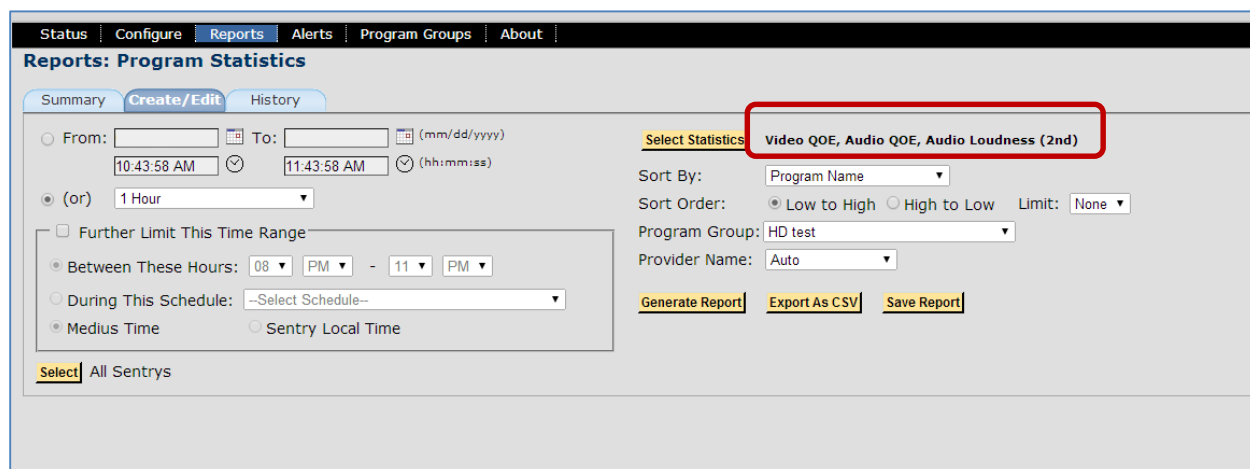 Status Configure Reports Alerts Program Groups About
Reports: Program Statistics
Summary Create/Edit History
From: To: (mm/dd/yyyy)
10:43:58 AM 11:43:58 AM (hh:mm:ss)
(or) 1 Hour
Further Limit This Time Range
Between These Hours: 08 PM - 11 PM
During This Schedule: --Select Schedule--
Medius Time Sentry Local Time
Select All Sentrys
Select Statistics Video QOE, Audio QOE, Audio Loudness (2nd)
Sort By: Program Name
Sort Order: Low to High High to Low Limit: None
Program Group: HD test
Provider Name: Auto
Generate Report Export As CSV Save Report